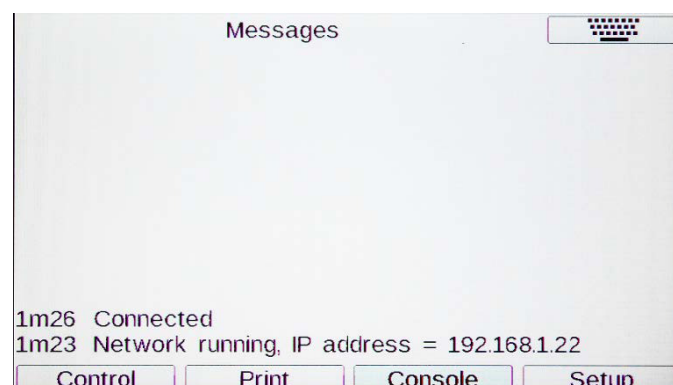 Messages
1m26 Connected
1m23 Network running, IP address = 192.168.1.22
Control Print Console Setup